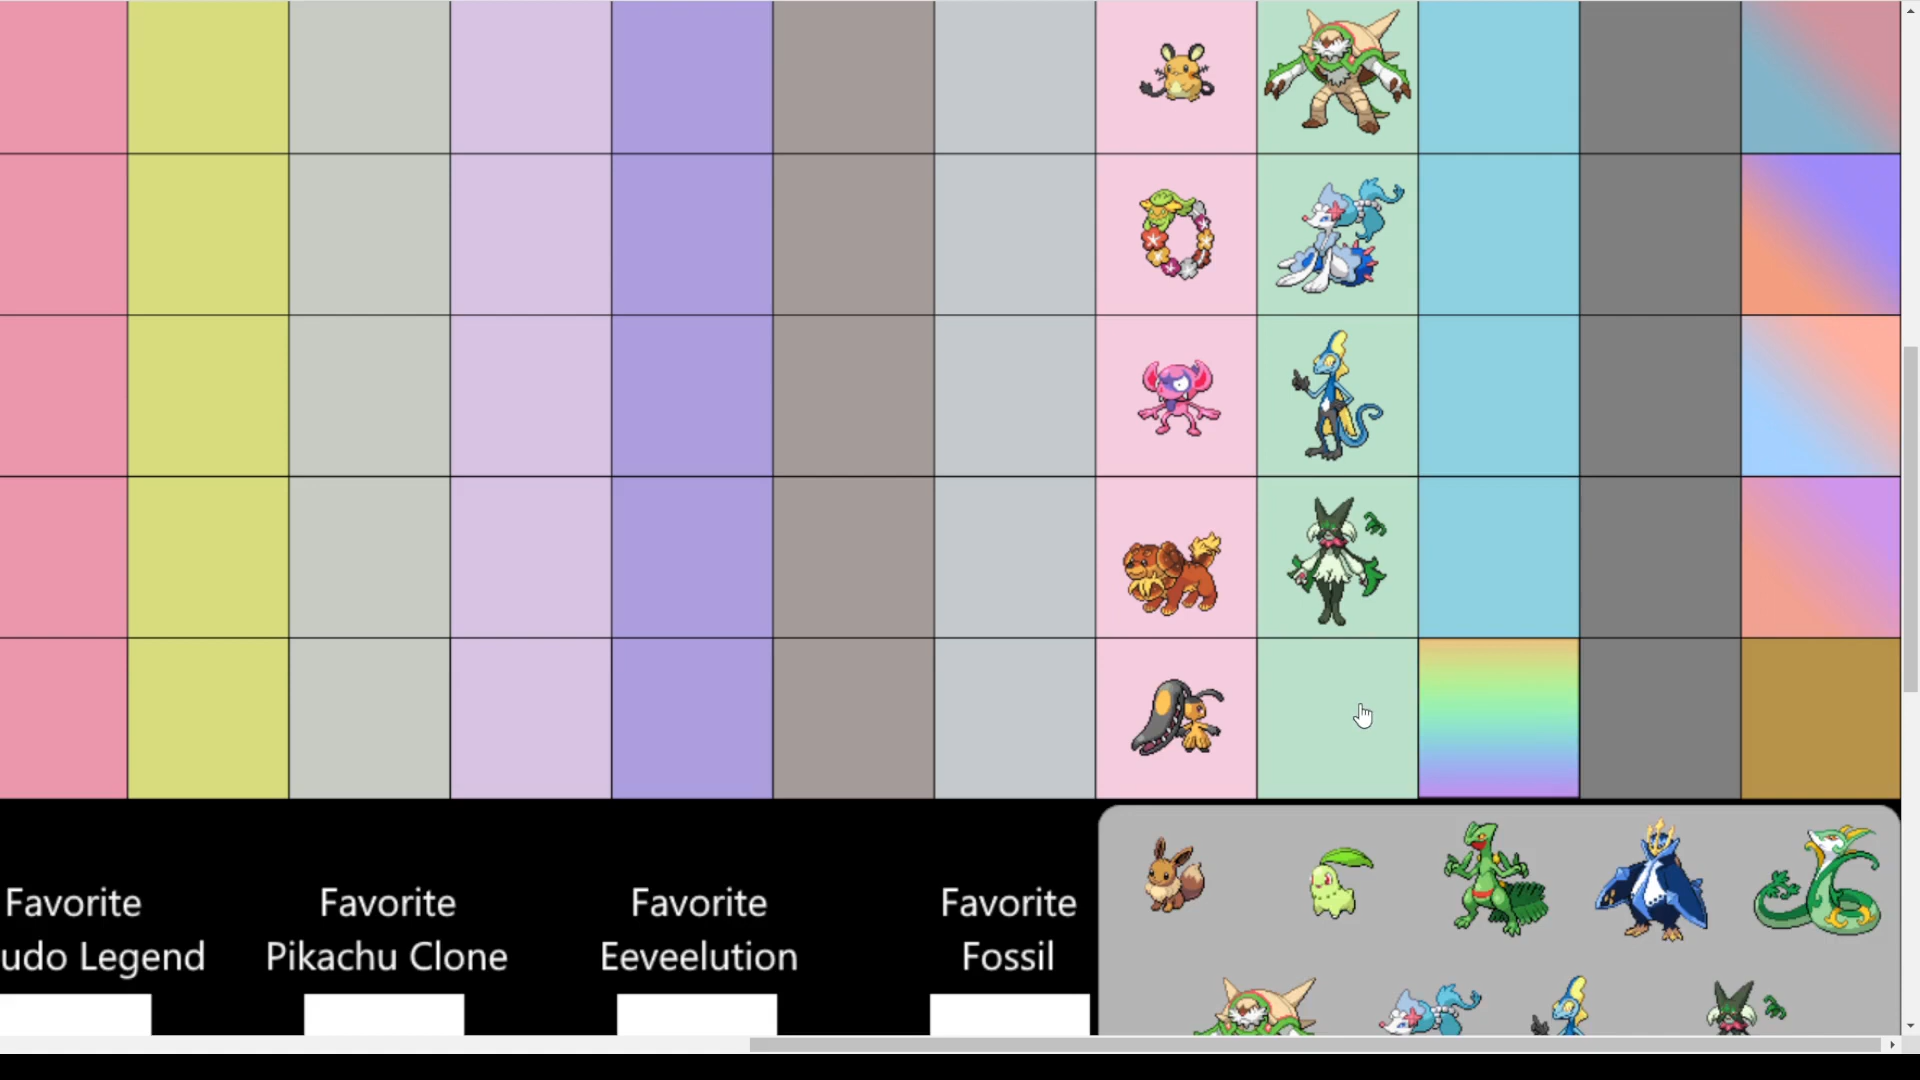 Favorite
udo Legend
Favorite
Pikachu Clone
Favorite
Eeveelution
Favorite
Fossil